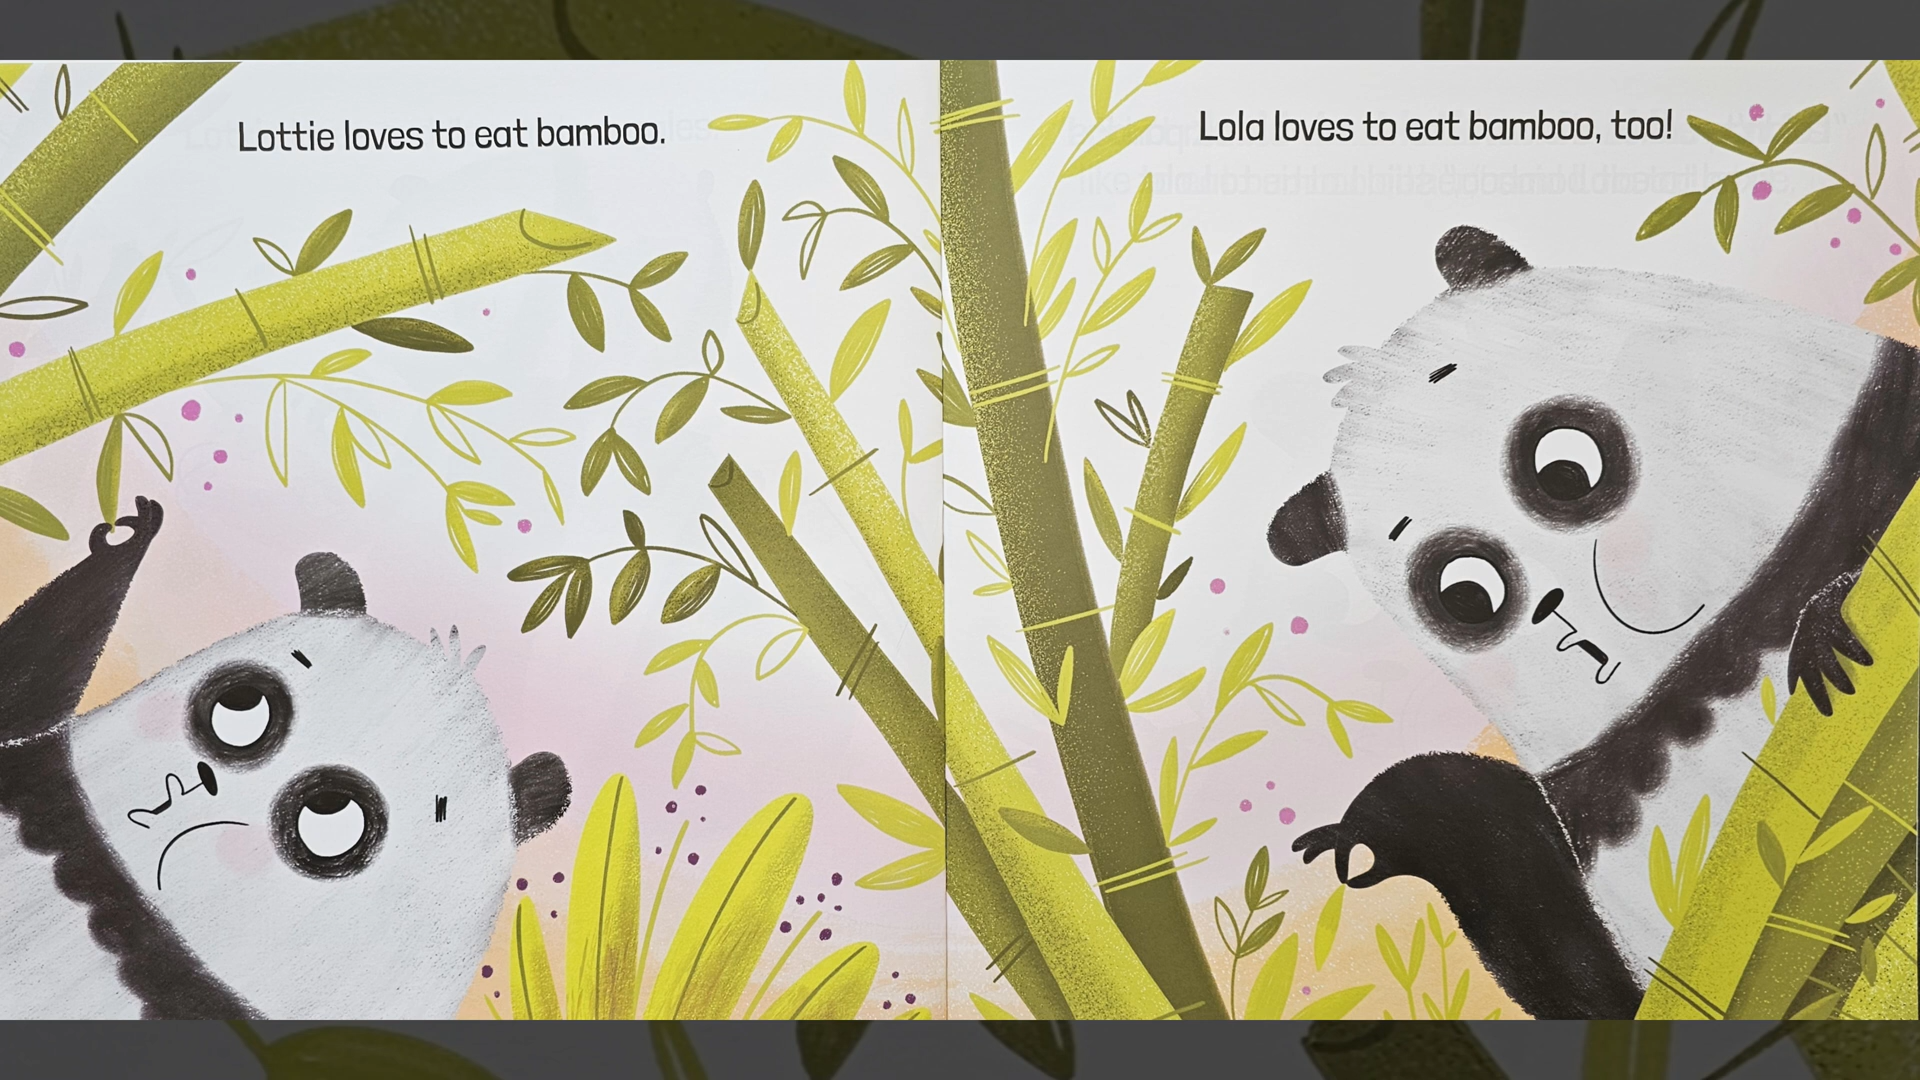 Lottie loves to eat bamboo.
Lola loves to eat bamboo, too!